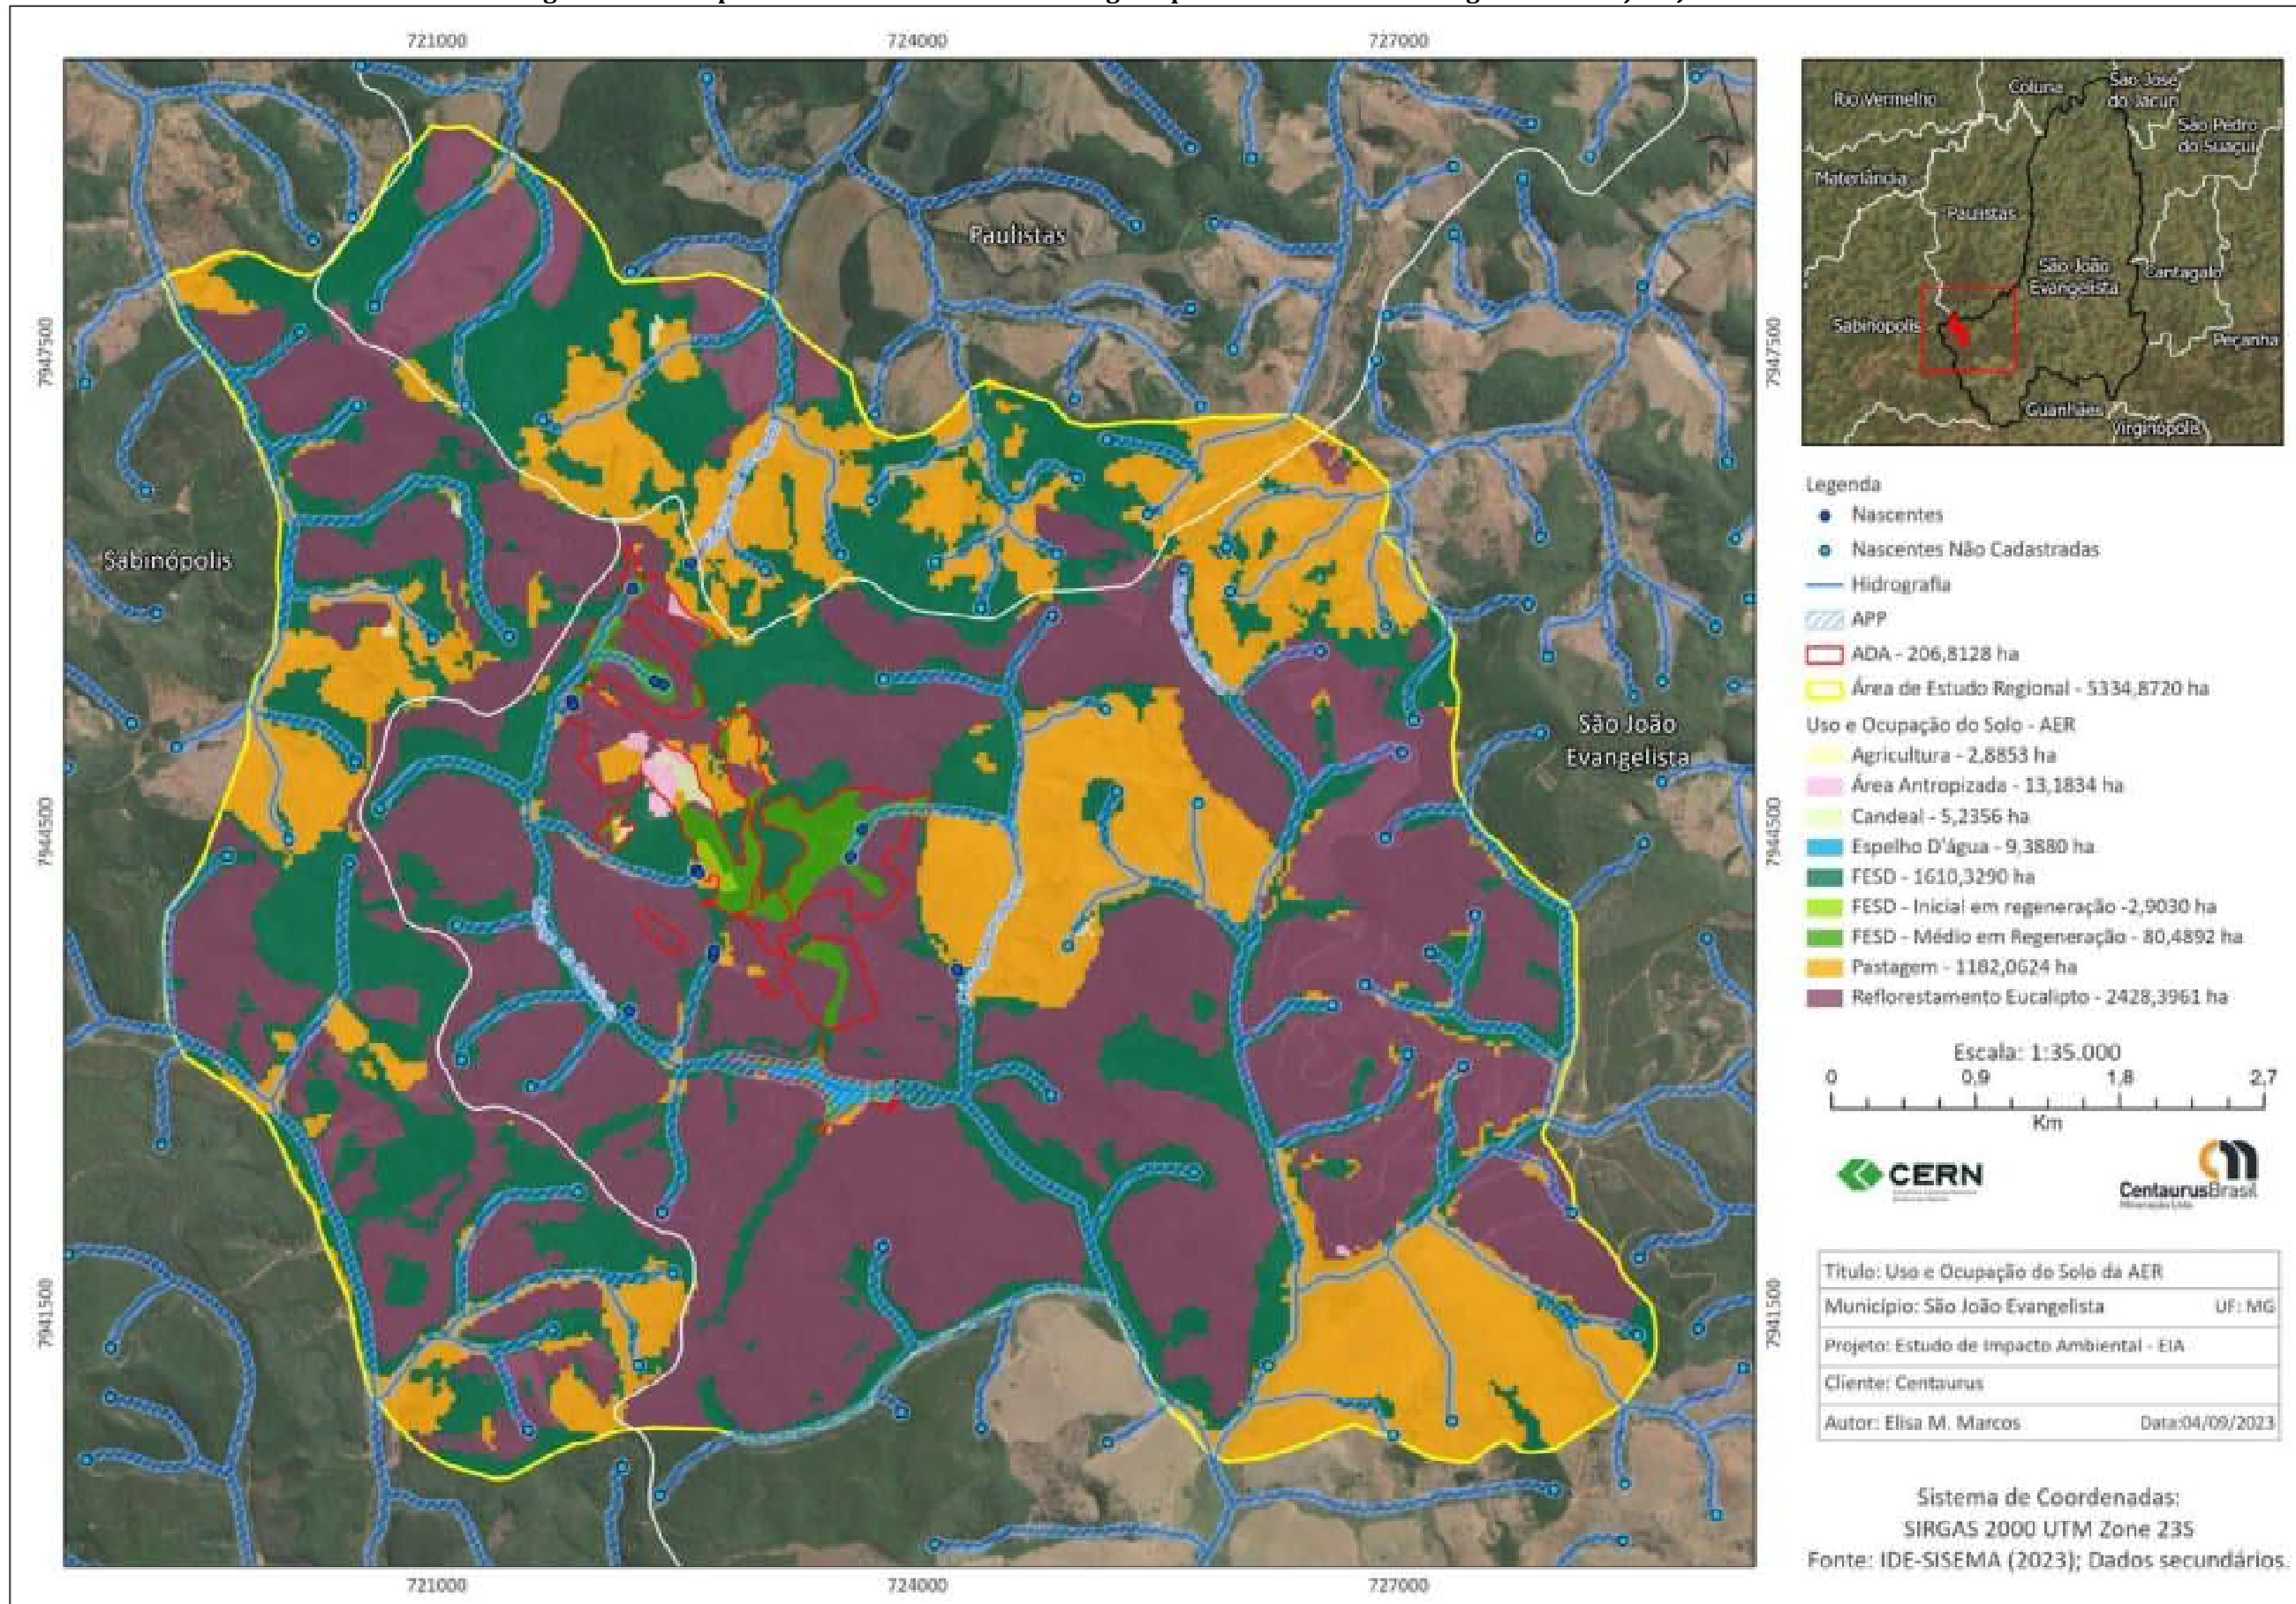 721000
724000
727000
7947500
7944500
7941500
Paulistas
Sabinópolis
São João
Evangelista
7947500
7944500
7941500
721000
724000
727000
Rio Vermelho
Coluna
São José
do Jacuri
São Pedro
do Suaçuí
Materlândia
Paulistas
São João
Evangelista
Cantagalo
Sabinópolis
Peçanha
Guanhães
Virginópolis
N
Legenda
Nascentes
Nascentes Não Cadastradas
Hidrografia
APP
ADA - 206,8128 ha
Área de Estudo Regional - 5334,8720 ha
Uso e Ocupação do Solo - AER
Agricultura - 2,8853 ha
Área Antropizada - 13,1834 ha
Candeal - 5,2356 ha
Espelho D'água - 9,3880 ha
FESD - 1610,3290 ha
FESD - Inicial em regeneração -2,9030 ha
FESD - Médio em Regeneração - 80,4892 ha
Pastagem - 1182,0624 ha
Reflorestamento Eucalipto - 2428,3961 ha
Escala: 1:35.000
0 0,9 1,8 2,7
Km
CERN
CentaurusBrasil
Mineração Ltda
Título: Uso e Ocupação do Solo da AER
Município: São João Evangelista UF: MG
Projeto: Estudo de Impacto Ambiental - EIA
Cliente: Centaurus
Autor: Elisa M. Marcos Data:04/09/2023
Sistema de Coordenadas:
SIRGAS 2000 UTM Zone 23S
Fonte: IDE-SISEMA (2023); Dados secundários.